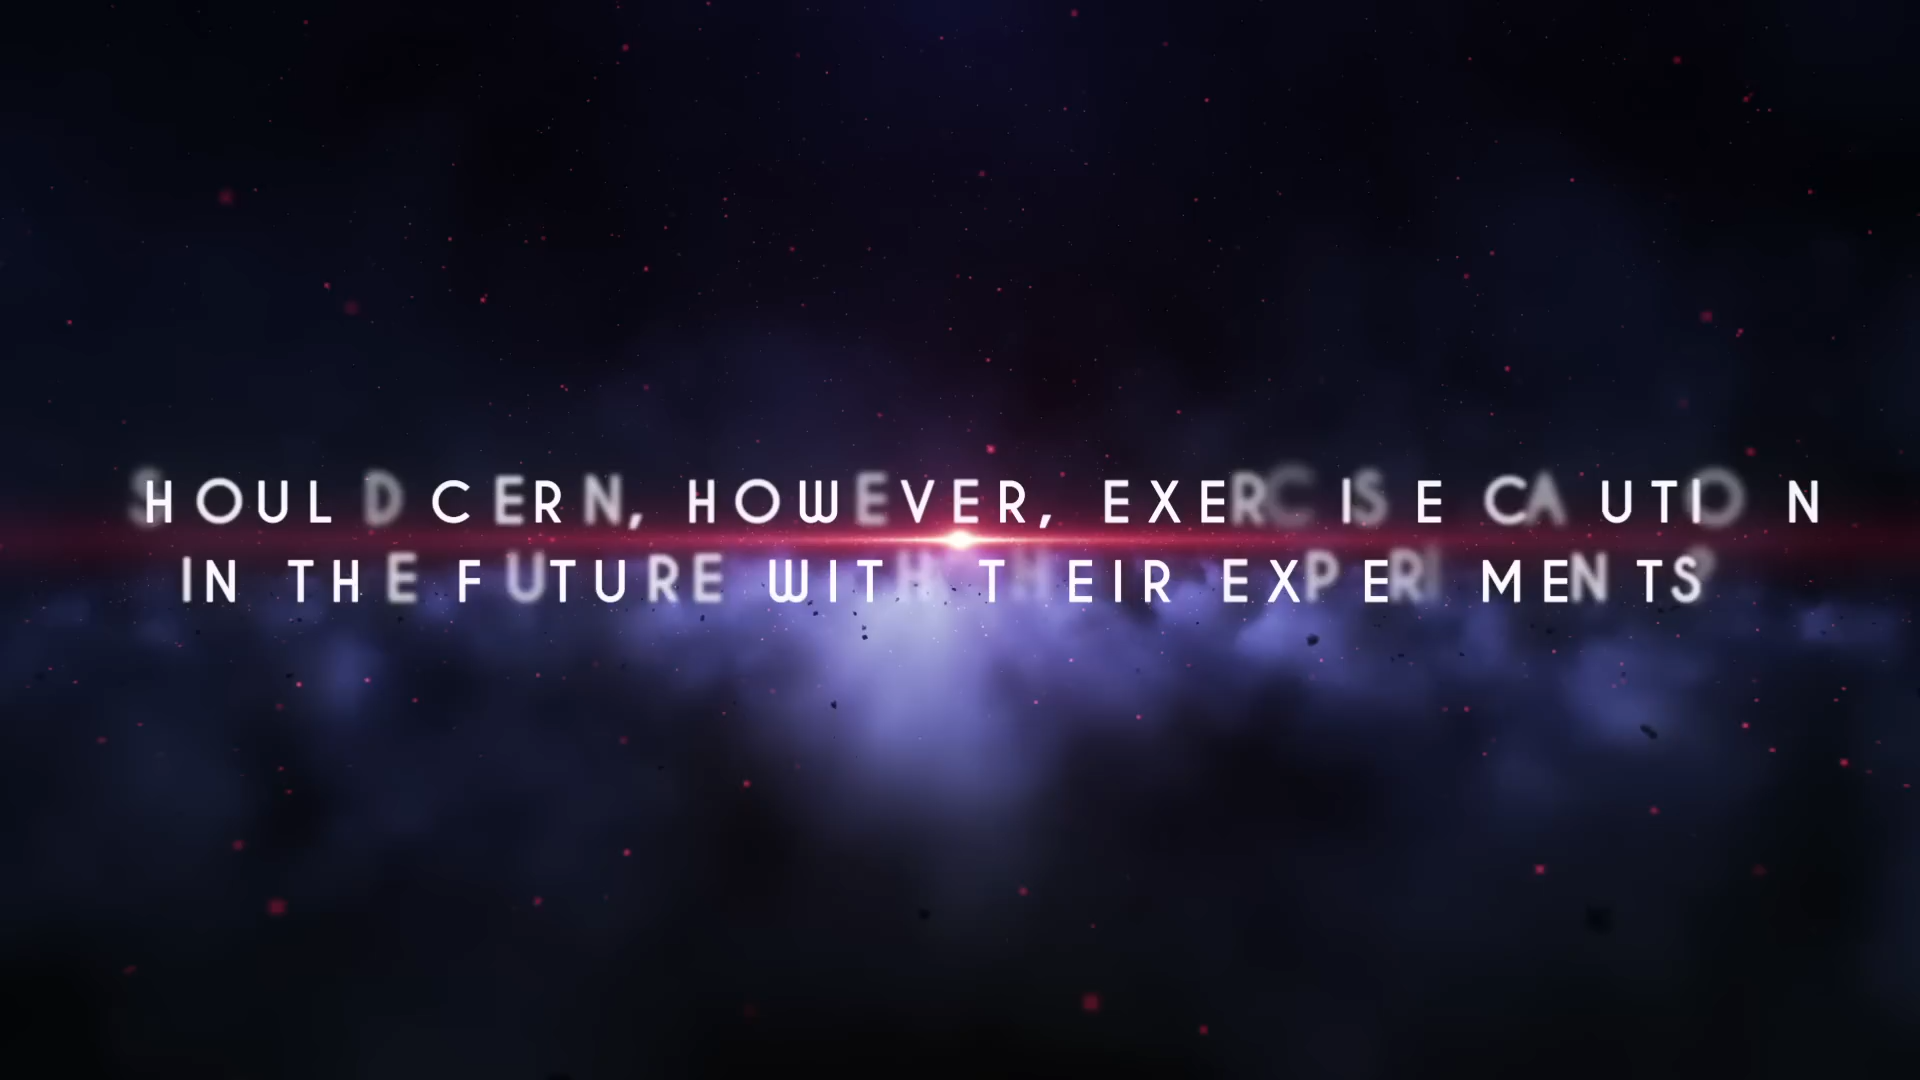 SHOULD CERN, HOWEVER, EXERCISE CAUTION
IN THE FUTURE WITH THEIR EXPERIMENTS?